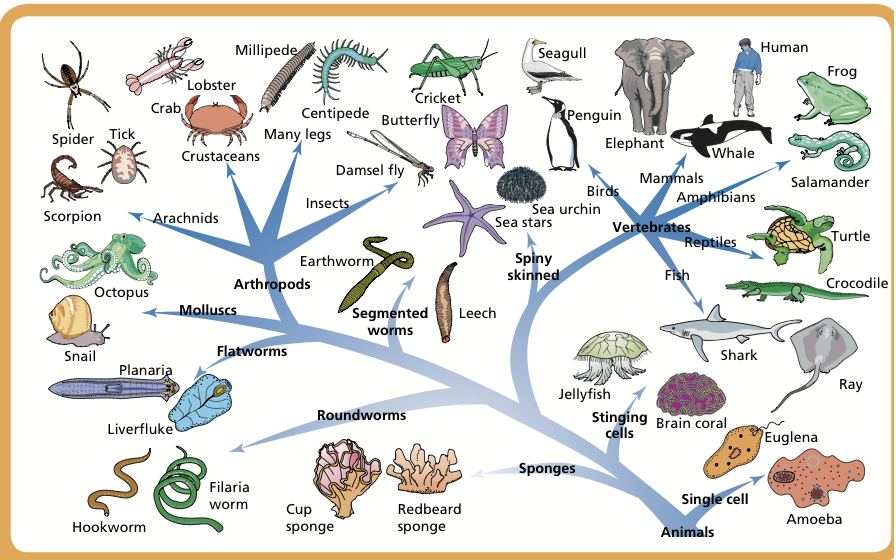 Millipede
Seagull
Human
Lobster
Crab
Centipede
Cricket
Frog
Spider
Tick
Crustaceans
Many legs
Butterfly
Penguin
Elephant
Whale
Damsel fly
Salamander
Scorpion
Arachnids
Insects
Sea urchin
Sea stars
Birds
Mammals
Amphibians
Vertebrates
Reptiles
Turtle
Fish
Crocodile
Octopus
Arthropods
Earthworm
Spiny
skinned
Molluscs
Segmented
worms
Leech
Snail
Flatworms
Shark
Ray
Planaria
Liverfluke
Roundworms
Jellyfish
Stinging
cells
Brain coral
Euglena
Hookworm
Filaria
worm
Cup
sponge
Redbeard
sponge
Sponges
Single cell
Amoeba
Animals